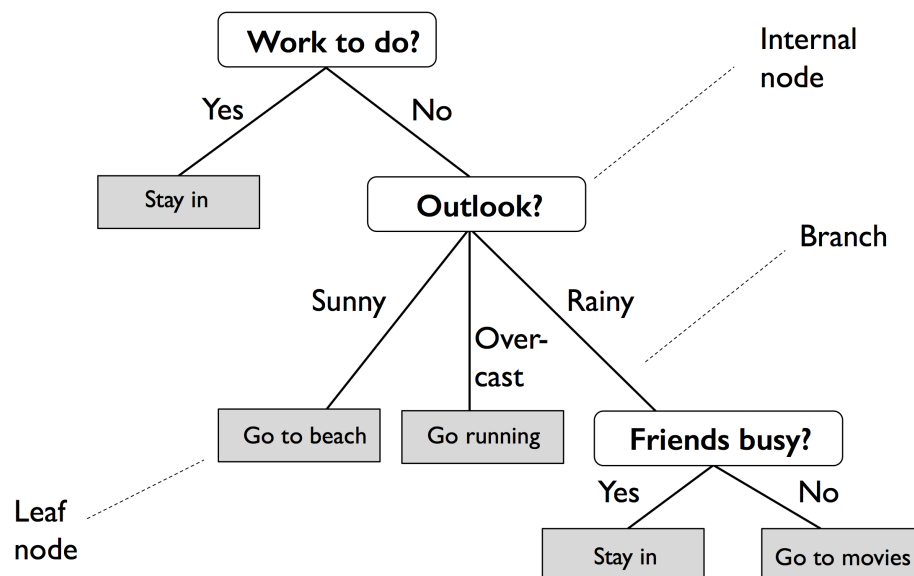 Work to do?
Internal
node
Yes
No
Stay in
Outlook?
Branch
Sunny
Rainy
Over-
cast
Go to beach
Go running
Friends busy?
Yes
No
Leaf
node
Stay in
Go to movies